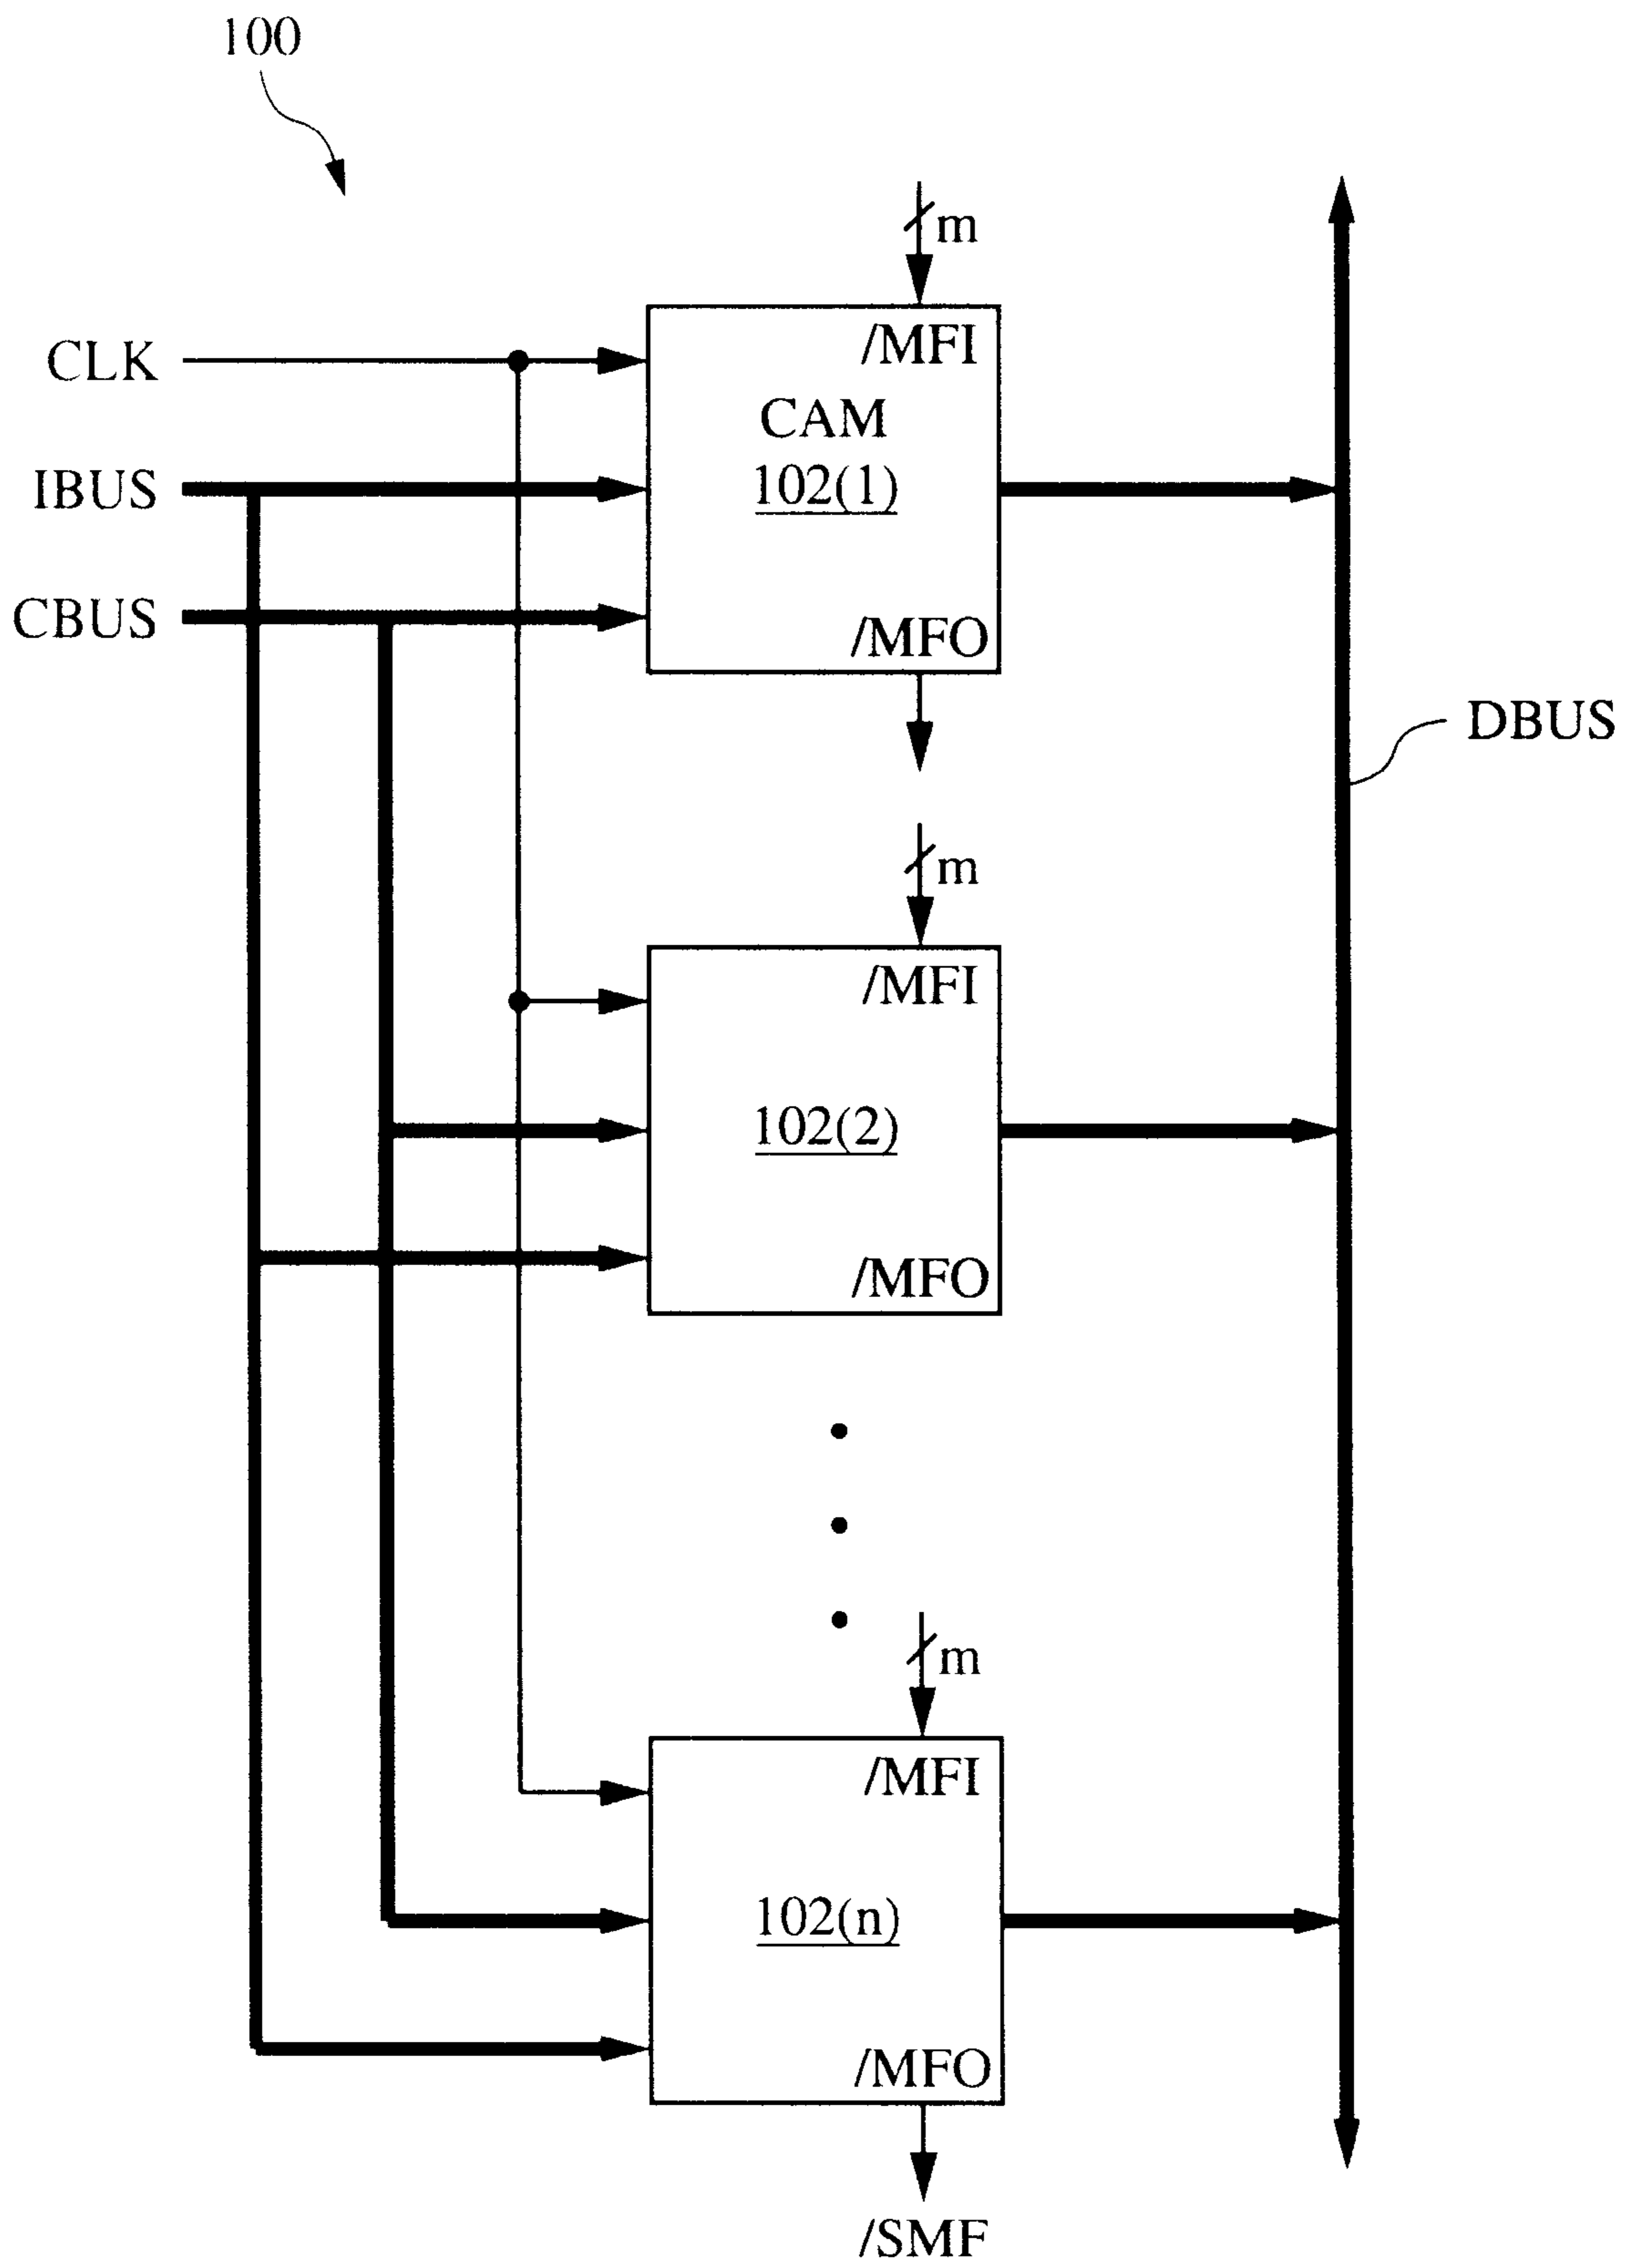 100
m
/MFI
CLK
CAM
IBUS
102(1)
CBUS
/MFO
DBUS
m
/MFI
102(2)
/MFO
m
/MFI
102(n)
/MFO
/SMF